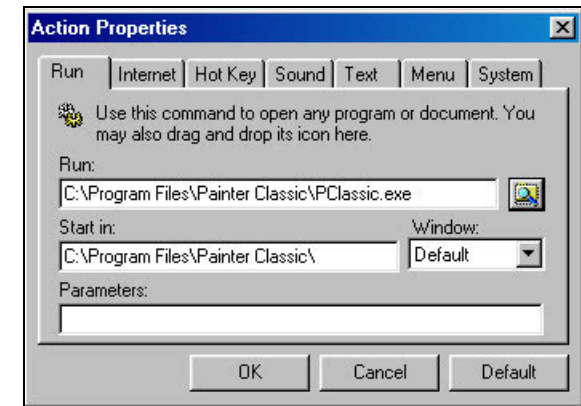 Action Properties
Run Internet Hot Key Sound Text Menu System
Use this command to open any program or document. You
may also drag and drop its icon here.
Run:
C:\Program Files\Painter Classic\PClassic.exe
Start in: Window:
C:\Program Files\Painter Classic\ Default
Parameters:
OK Cancel Default